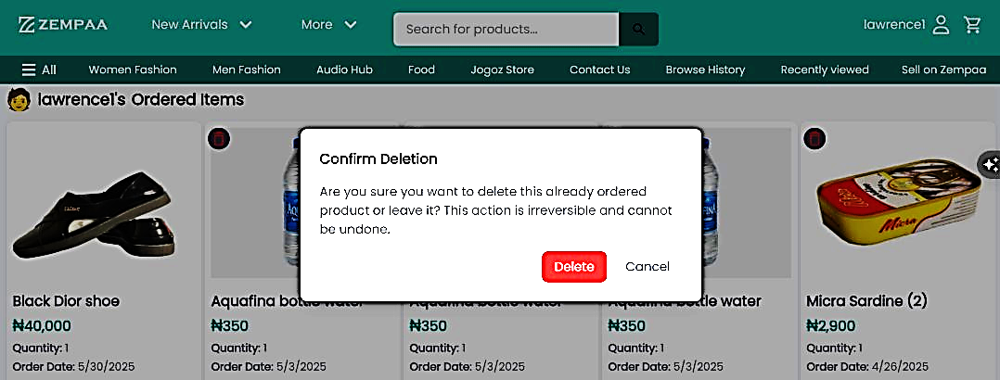 ZEMPAA
New Arrivals
More
Search for products...
lawrence1
All
Women Fashion
Men Fashion
Audio Hub
Food
Jogoz Store
Contact Us
Browse History
Recently viewed
Sell on Zempaa
lawrence1's Ordered Items
Confirm Deletion
Are you sure you want to delete this already ordered
product or leave it? This action is irreversible and cannot
be undone.
Delete
Cancel
Micra
Black Dior shoe
₦40,000
Quantity: 1
Order Date: 5/30/2025
Aquafina bottle water
₦350
Quantity: 1
Order Date: 5/3/2025
Aquafina bottle water
₦350
Quantity: 1
Order Date: 5/3/2025
Aquafina bottle water
₦350
Quantity: 1
Order Date: 5/3/2025
Micra Sardine (2)
₦2,900
Quantity: 1
Order Date: 4/26/2025